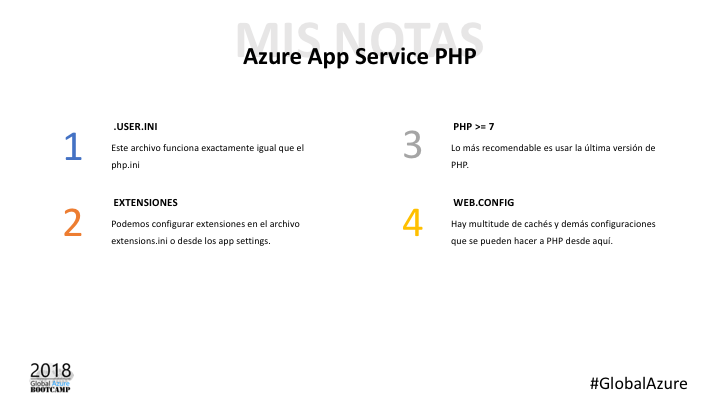 MIS NOTAS
Azure App Service PHP
1
.USER.INI
Este archivo funciona exactamente igual que el
php.ini
2
EXTENSIONES
Podemos configurar extensiones en el archivo
extensions.ini o desde los app settings.
3
PHP >= 7
Lo más recomendable es usar la última versión de
PHP.
4
WEB.CONFIG
Hay multitude de cachés y demás configuraciones
que se pueden hacer a PHP desde aquí.
2018
Global Azure
BOOTCAMP
#GlobalAzure